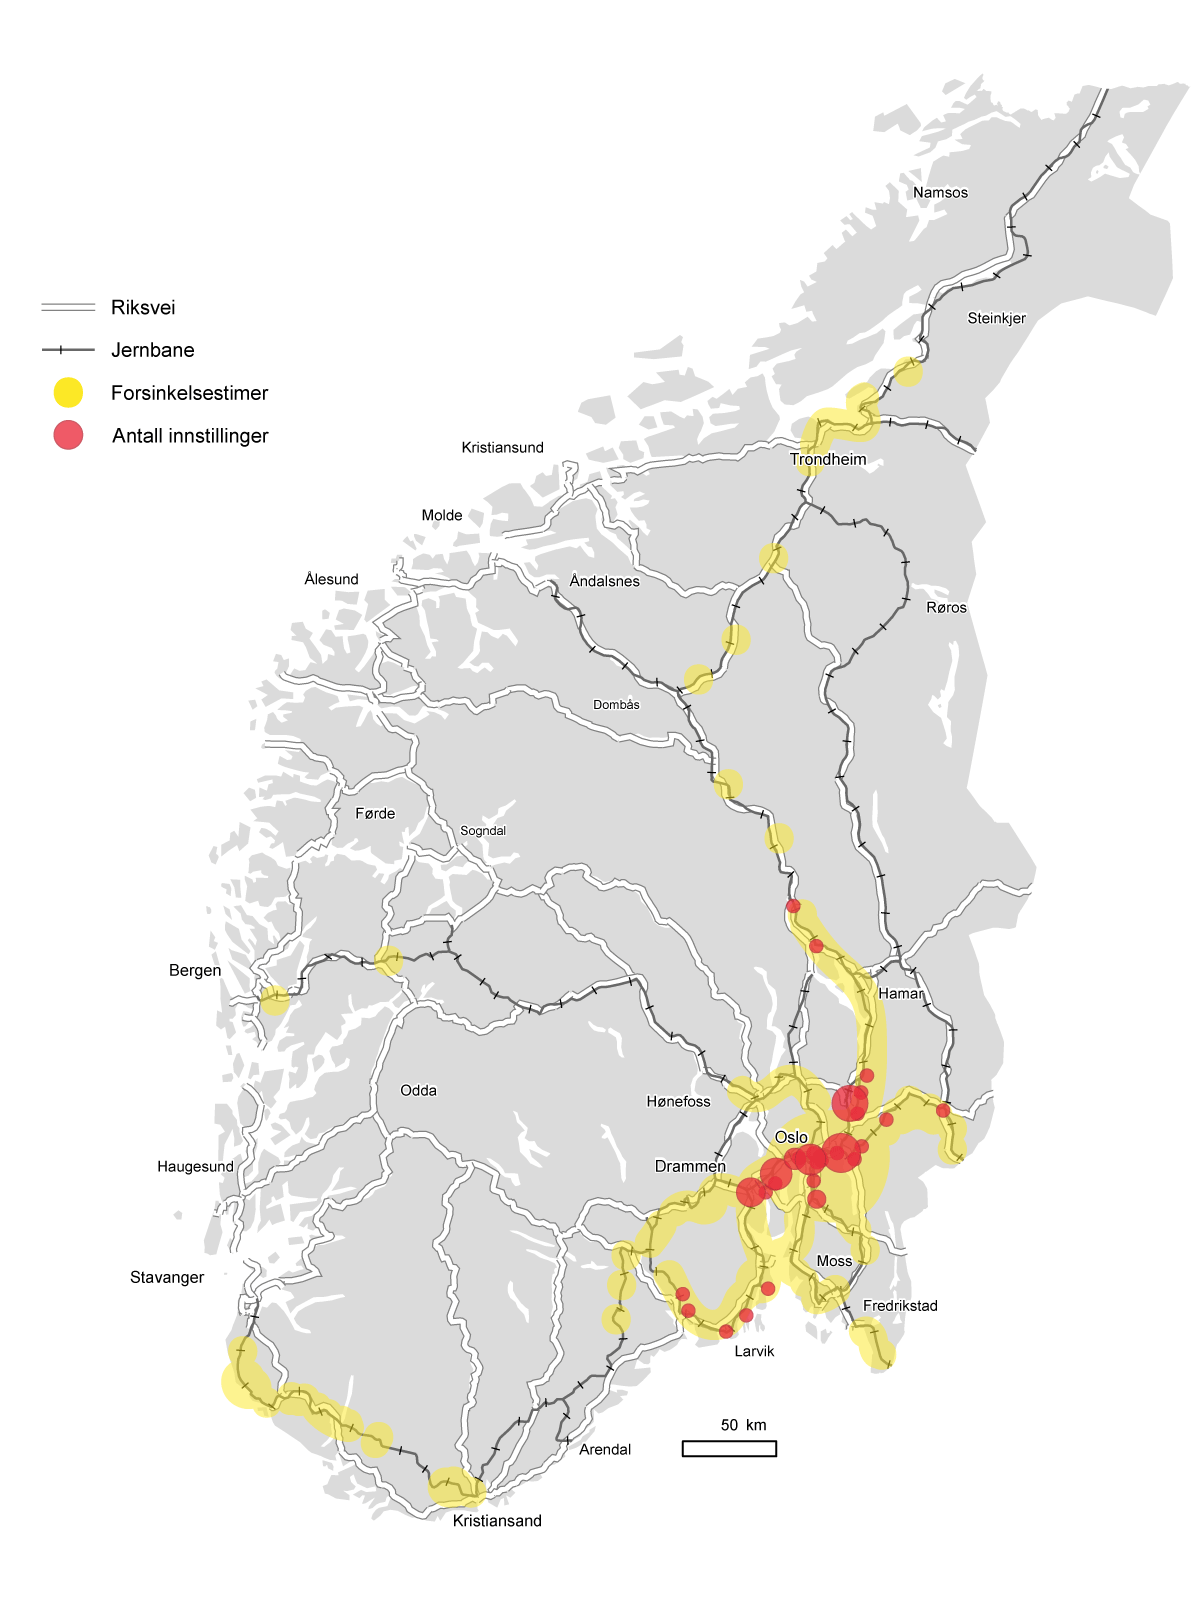 Namsos
Riksvei
Steinkjer
Jernbane
Forsinkelsestimer
Antall innstillinger
Kristiansund
Trondheim
Molde
Ålesund
Åndalsnes
Røros
Dombås
Førde
Sogndal
Bergen
Hamar
Odda
Hønefoss
Oslo
Haugesund
Drammen
Moss
Stavanger
Fredrikstad
Larvik
50 km
Arendal
Kristiansand